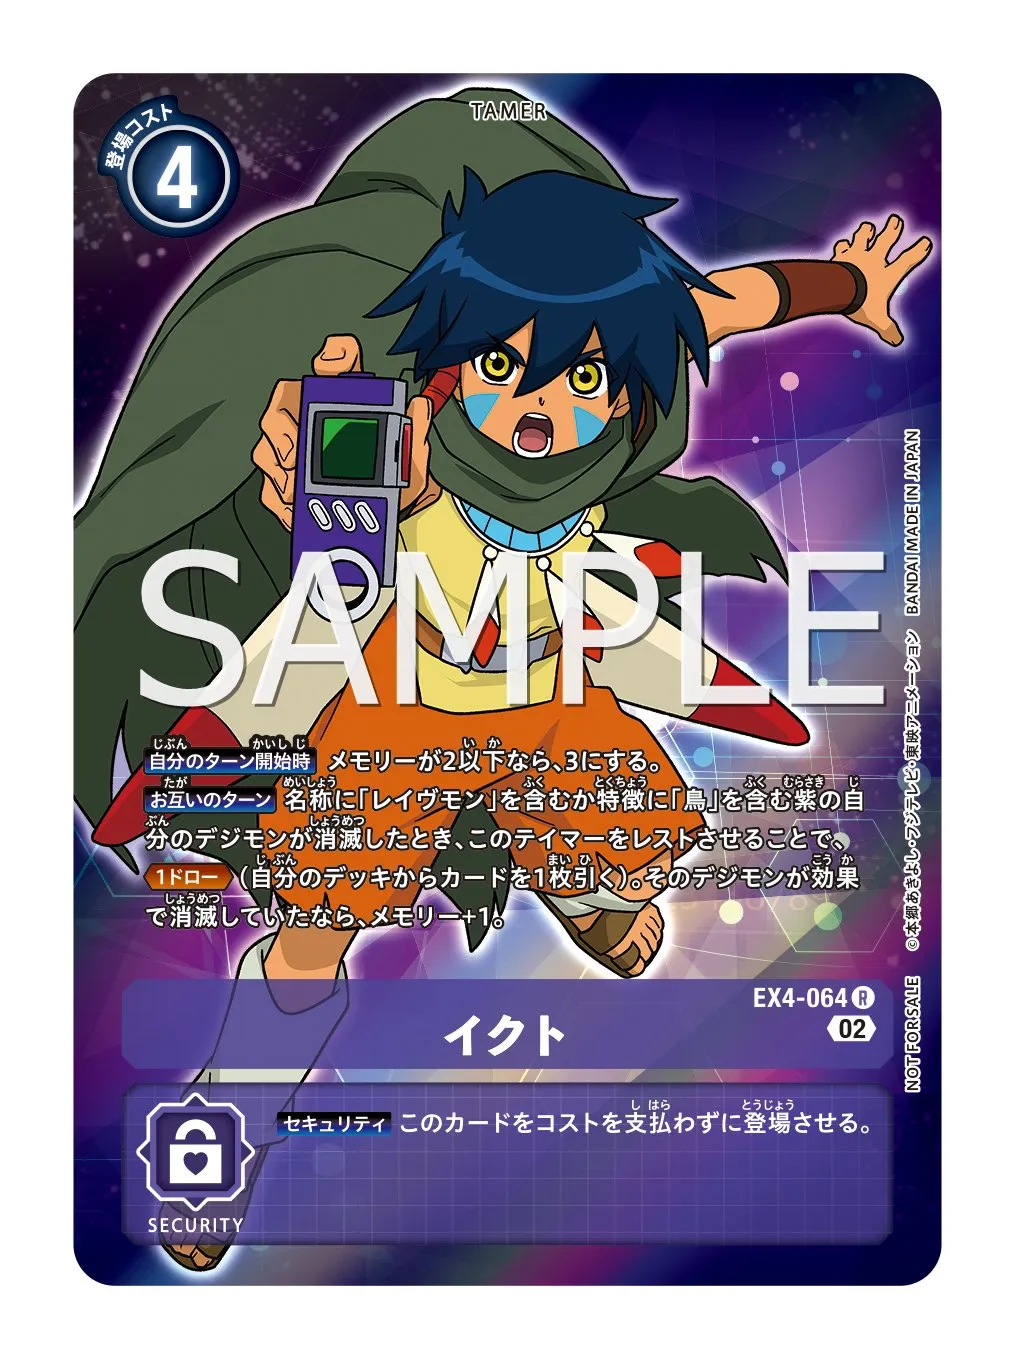 TAMER
登場コスト
4
SAMPLE
自分のターン開始時 メモリーが2以下なら、3にする。
お互いのターン 名称に「レイヴモン」を含むか特徴に「鳥」を含む紫の自
分のデジモンが消滅したとき、このテイマーをレストさせることで、
1ドロー (自分のデッキからカードを1枚引く)。そのデジモンが効果
で消滅していたなら、メモリー+1。
EX4-064 R
02
イクト
セキュリティ このカードをコストを支払わずに登場させる。
SECURITY
©本郷あきよし・フジテレビ・東映アニメーション BANDAI MADE IN JAPAN
NOT FOR SALE